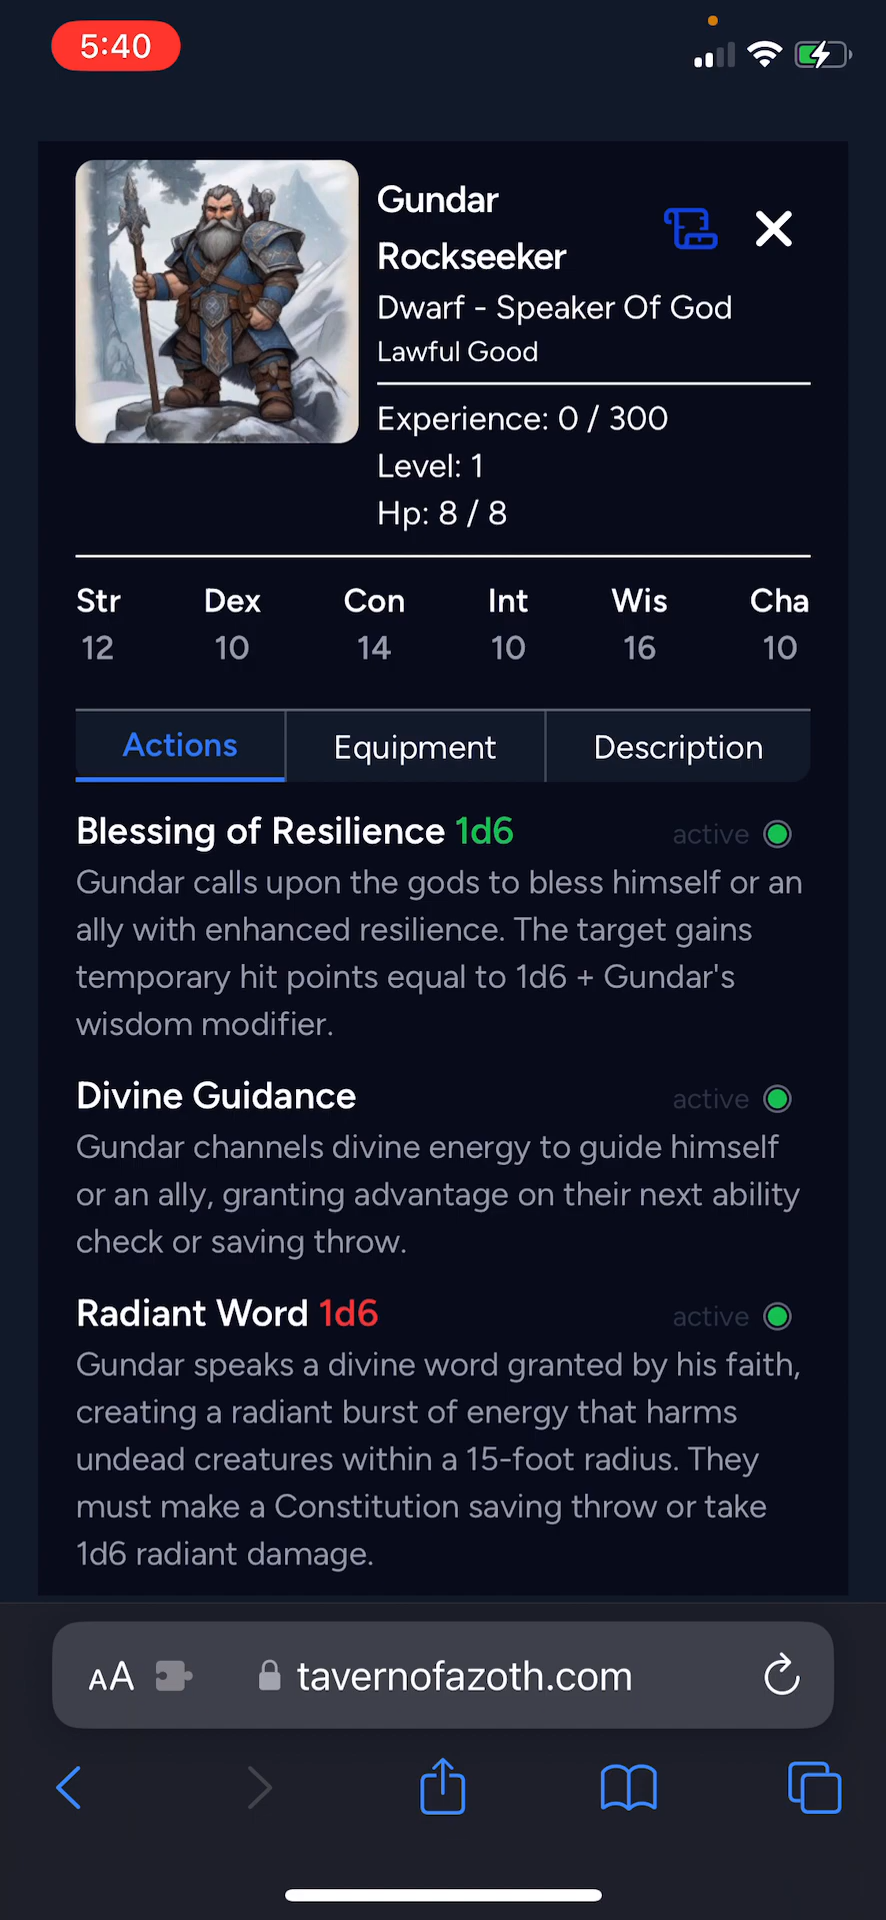 5:40
Gundar
Rockseeker
Dwarf - Speaker Of God
Lawful Good
Experience: 0 / 300
Level: 1
Hp: 8 / 8
Str Dex Con Int Wis Cha
12 10 14 10 16 10
Actions Equipment Description
Blessing of Resilience 1d6 active
Gundar calls upon the gods to bless himself or an
ally with enhanced resilience. The target gains
temporary hit points equal to 1d6 + Gundar's
wisdom modifier.
Divine Guidance active
Gundar channels divine energy to guide himself
or an ally, granting advantage on their next ability
check or saving throw.
Radiant Word 1d6 active
Gundar speaks a divine word granted by his faith,
creating a radiant burst of energy that harms
undead creatures within a 15-foot radius. They
must make a Constitution saving throw or take
1d6 radiant damage.
AA tavernofazoth.com